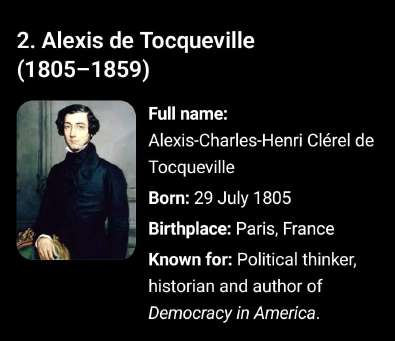 2. Alexis de Tocqueville
(1805–1859)
Full name:
Alexis-Charles-Henri Clérel de
Tocqueville
Born: 29 July 1805
Birthplace: Paris, France
Known for: Political thinker,
historian and author of
Democracy in America.